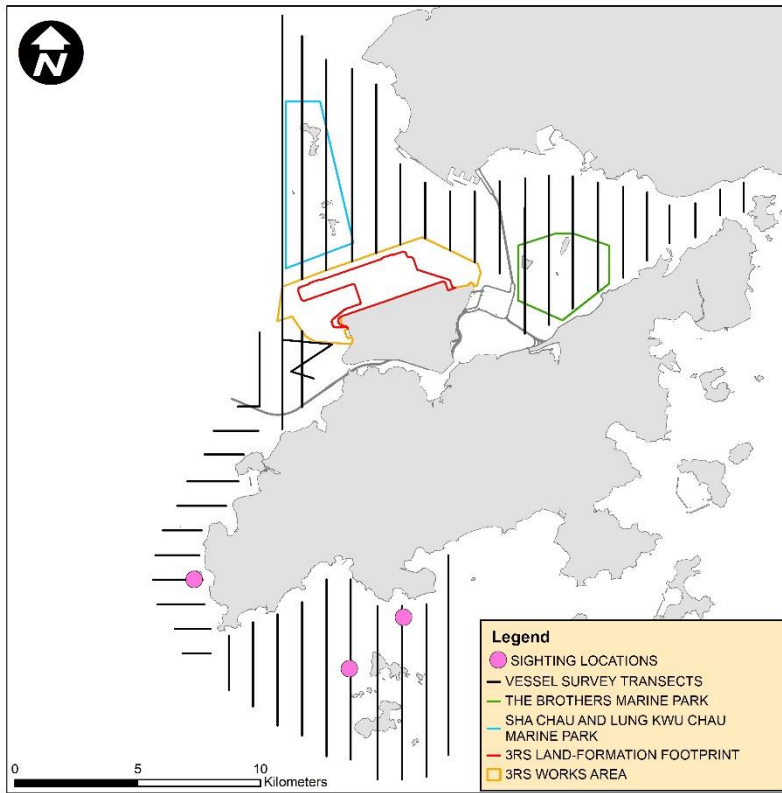 N
Legend
SIGHTING LOCATIONS
VESSEL SURVEY TRANSECTS
THE BROTHERS MARINE PARK
SHA CHAU AND LUNG KWU CHAU
MARINE PARK
3RS LAND-FORMATION FOOTPRINT
3RS WORKS AREA
0 5 10
Kilometers